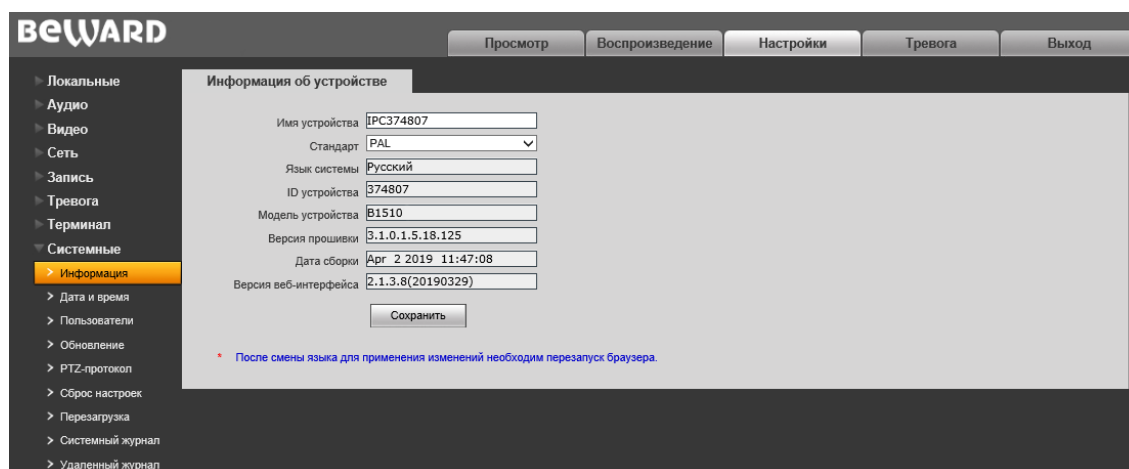 BEWARD
Просмотр
Воспроизведение
Настройки
Тревога
Выход
Локальные
Аудио
Видео
Сеть
Запись
Тревога
Терминал
Системные
Информация
Дата и время
Пользователи
Обновление
PTZ-протокол
Сброс настроек
Перезагрузка
Системный журнал
Удаленный журнал
Информация об устройстве
Имя устройства IPC374807
Стандарт PAL
Язык системы Русский
ID устройства 374807
Модель устройства B1510
Версия прошивки 3.1.0.1.5.18.125
Дата сборки Apr 2 2019 11:47:08
Версия веб-интерфейса 2.1.3.8(20190329)
Сохранить
* После смены языка для применения изменений необходим перезапуск браузера.